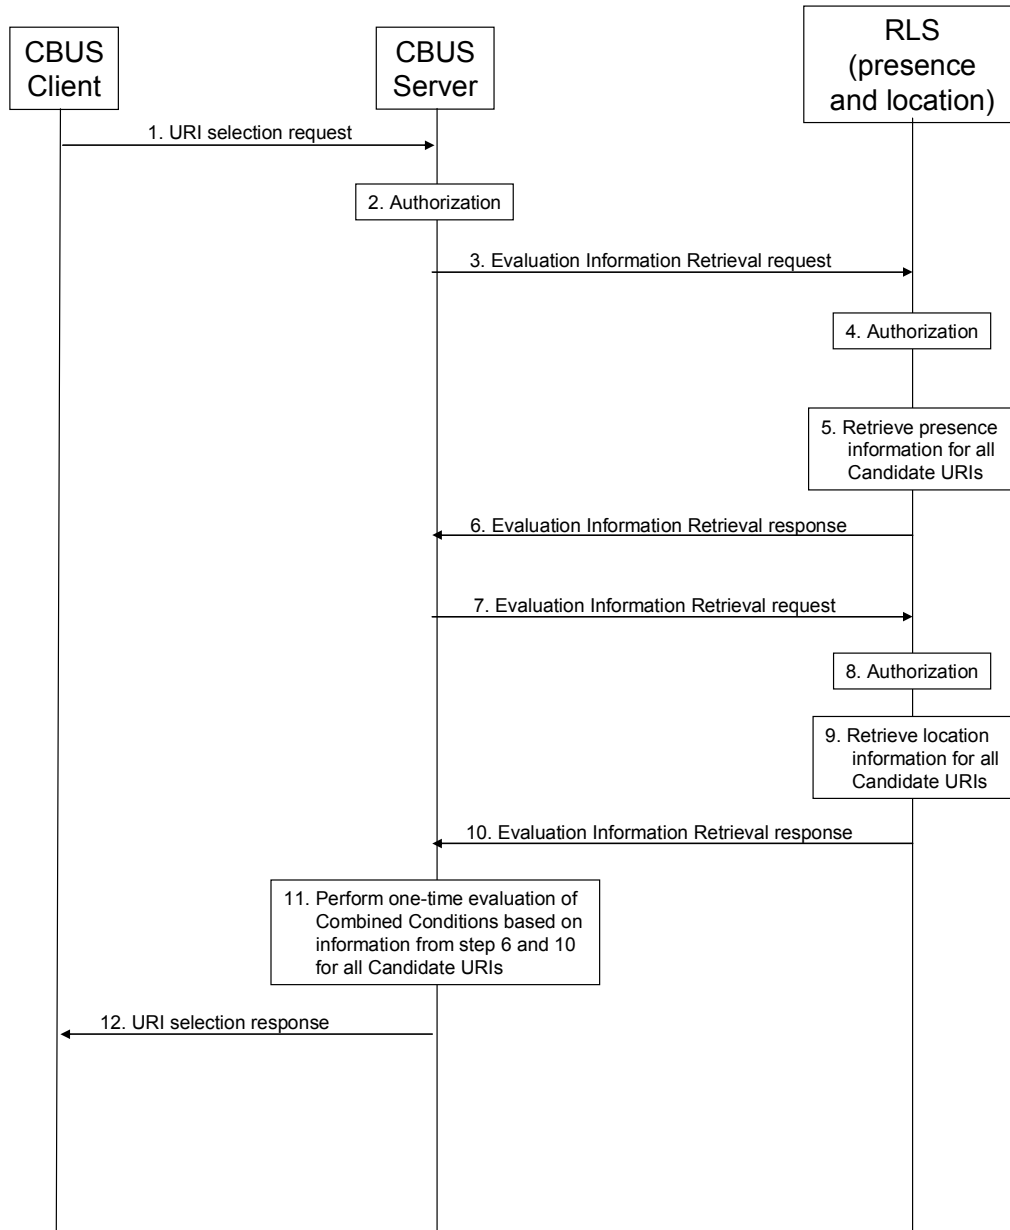 CBUS
Client
CBUS
Server
RLS
(presence
and location)
1. URI selection request
2. Authorization
3. Evaluation Information Retrieval request
4. Authorization
5. Retrieve presence
information for all
Candidate URIs
6. Evaluation Information Retrieval response
7. Evaluation Information Retrieval request
8. Authorization
9. Retrieve location
information for all
Candidate URIs
10. Evaluation Information Retrieval response
11. Perform one-time evaluation of
Combined Conditions based on
information from step 6 and 10
for all Candidate URIs
12. URI selection response